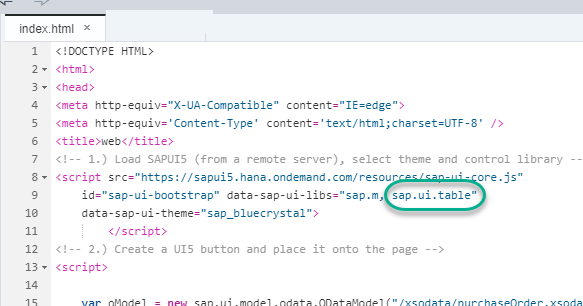 index.html ×
1 <!DOCTYPE HTML>
2 <html>
3 <head>
4 <meta http-equiv="X-UA-Compatible" content="IE=edge">
5 <meta http-equiv='Content-Type' content='text/html;charset=UTF-8' />
6 <title>web</title>
7 <!-- 1.) Load SAPUI5 (from a remote server), select theme and control library --
8 <script src="https://sapui5.hana.ondemand.com/resources/sap-ui-core.js"
9 id="sap-ui-bootstrap" data-sap-ui-libs="sap.m, sap.ui.table"
10 data-sap-ui-theme="sap_bluecrystal">
11 </script>
12 <!-- 2.) Create a UI5 button and place it onto the page -->
13 <script>
14
15 var oModel = new sap.ui.model.odata.ODataModel("/xsodata/purchaseOrder.xsodat